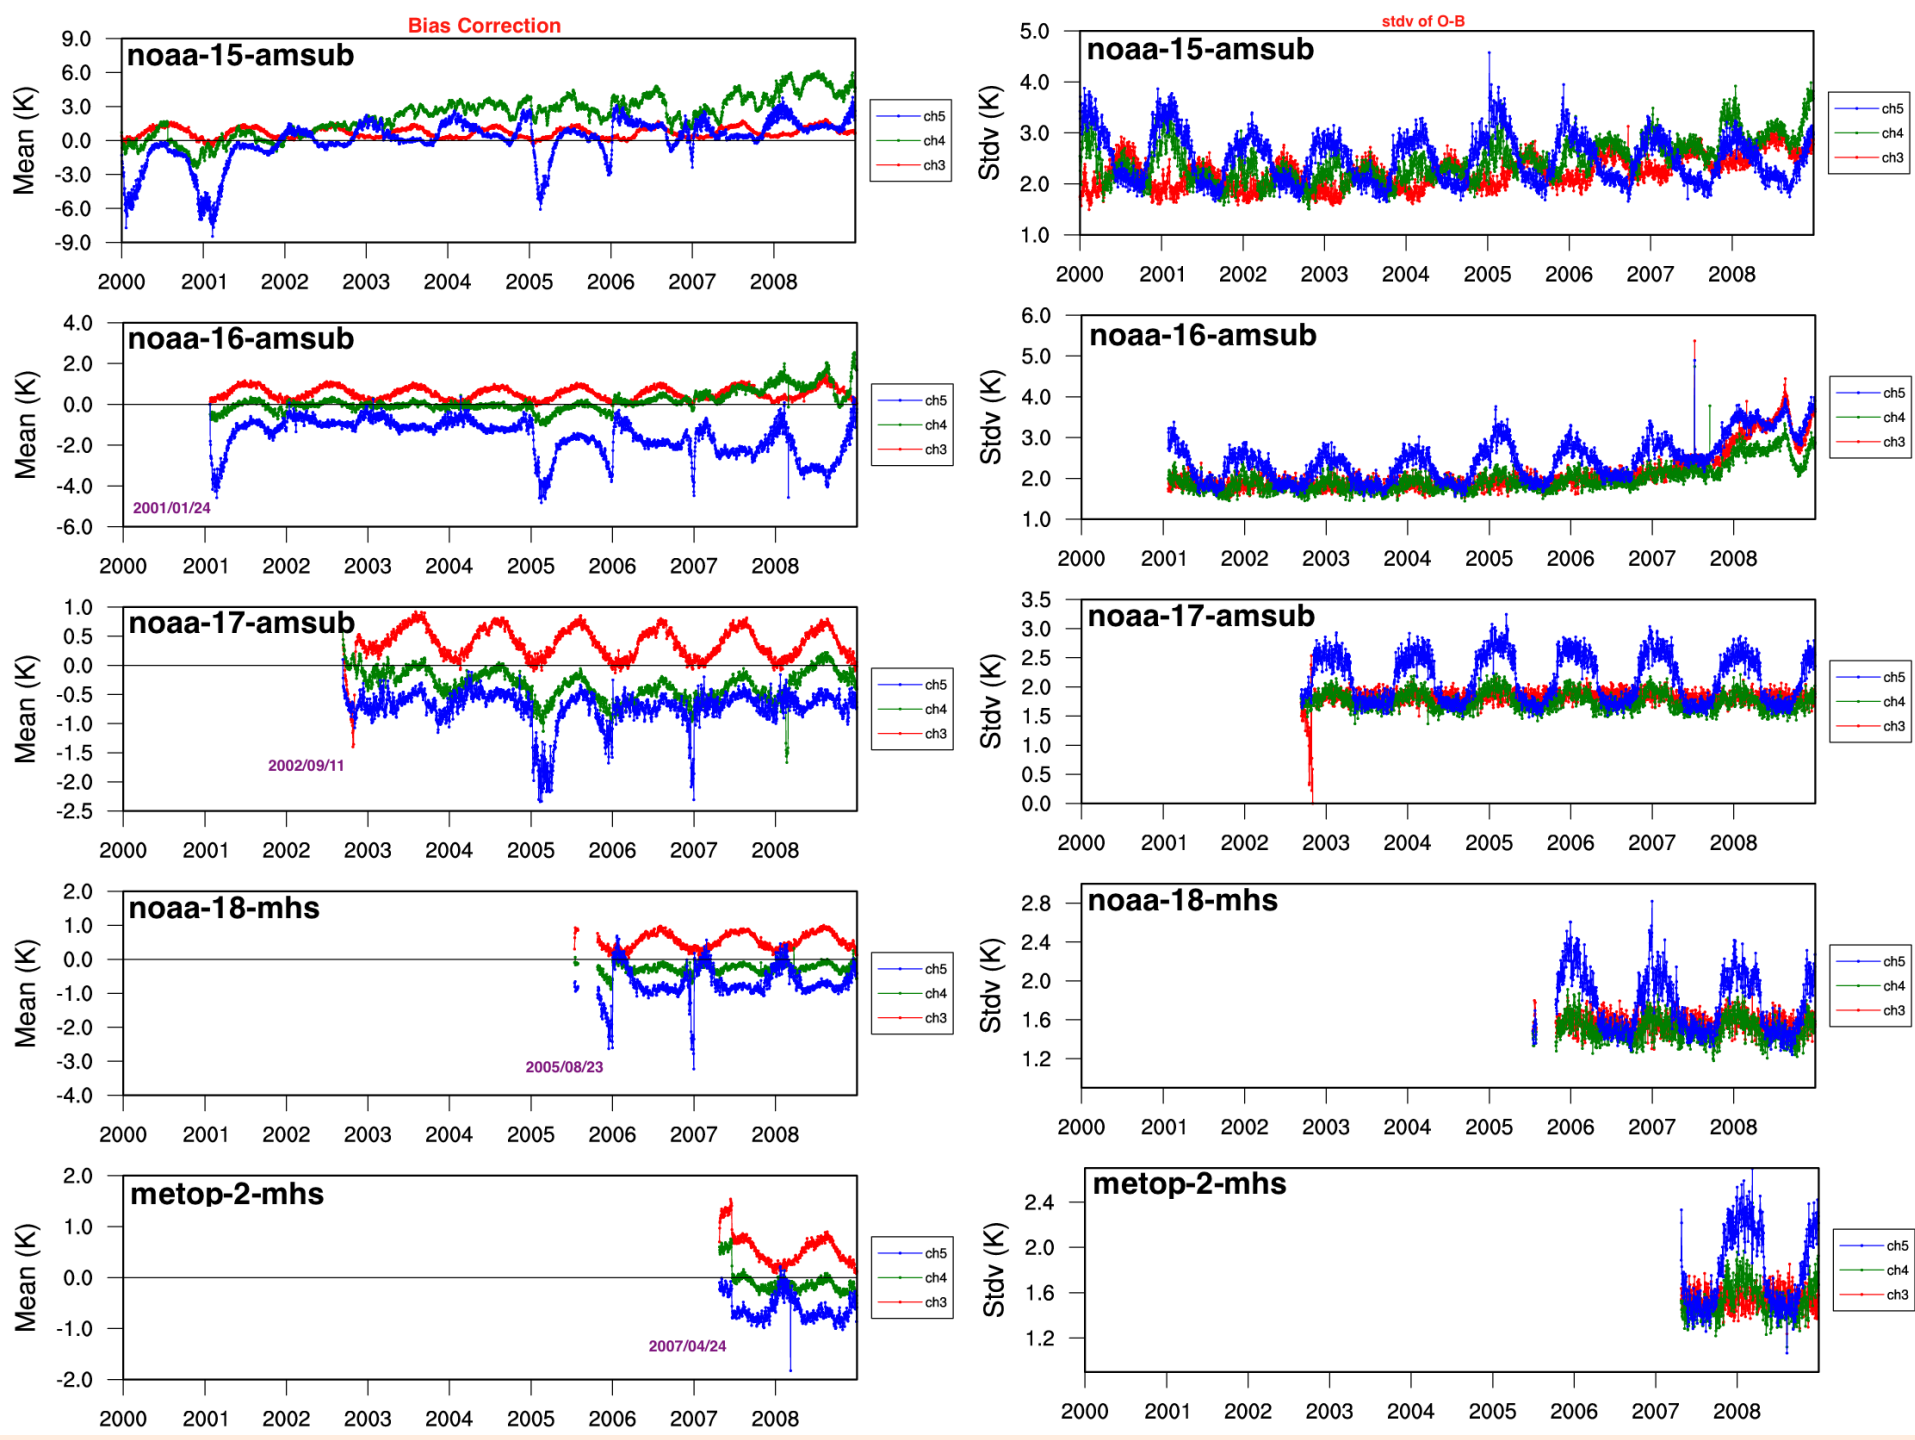 Bias Correction
stdv of O-B
noaa-15-amsub
Mean (K)
9.0
6.0
3.0
0.0
-3.0
-6.0
-9.0
2000 2001 2002 2003 2004 2005 2006 2007 2008
ch5
ch4
ch3
noaa-15-amsub
Stdv (K)
5.0
4.0
3.0
2.0
1.0
2000 2001 2002 2003 2004 2005 2006 2007 2008
ch5
ch4
ch3
noaa-16-amsub
Mean (K)
4.0
2.0
0.0
-2.0
-4.0
-6.0
2001/01/24
2000 2001 2002 2003 2004 2005 2006 2007 2008
ch5
ch4
ch3
noaa-16-amsub
Stdv (K)
6.0
5.0
4.0
3.0
2.0
1.0
2000 2001 2002 2003 2004 2005 2006 2007 2008
ch5
ch4
ch3
noaa-17-amsub
Mean (K)
1.0
0.5
0.0
-0.5
-1.0
-1.5
-2.0
-2.5
2002/09/11
2000 2001 2002 2003 2004 2005 2006 2007 2008
ch5
ch4
ch3
noaa-17-amsub
Stdv (K)
3.5
3.0
2.5
2.0
1.5
1.0
0.5
0.0
2000 2001 2002 2003 2004 2005 2006 2007 2008
ch5
ch4
ch3
noaa-18-mhs
Mean (K)
2.0
1.0
0.0
-1.0
-2.0
-3.0
-4.0
2005/08/23
2000 2001 2002 2003 2004 2005 2006 2007 2008
ch5
ch4
ch3
noaa-18-mhs
Stdv (K)
2.8
2.4
2.0
1.6
1.2
2000 2001 2002 2003 2004 2005 2006 2007 2008
ch5
ch4
ch3
metop-2-mhs
Mean (K)
2.0
1.0
0.0
-1.0
-2.0
2007/04/24
2000 2001 2002 2003 2004 2005 2006 2007 2008
ch5
ch4
ch3
metop-2-mhs
Stdv (K)
2.4
2.0
1.6
1.2
2000 2001 2002 2003 2004 2005 2006 2007 2008
ch5
ch4
ch3